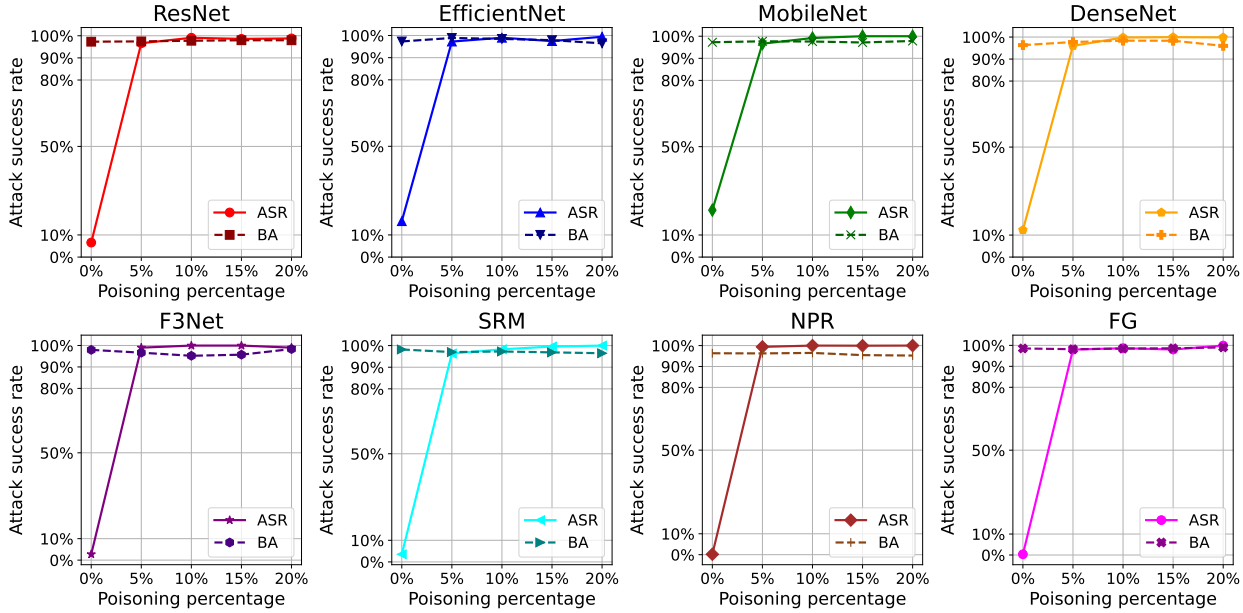 ResNet
EfficientNet
MobileNet
DenseNet
Attack success rate
100%
90%
80%
50%
10%
0%
ASR
BA
0% 5% 10% 15% 20%
Poisoning percentage
Attack success rate
100%
90%
80%
50%
10%
0%
ASR
BA
0% 5% 10% 15% 20%
Poisoning percentage
Attack success rate
100%
90%
80%
50%
10%
0%
ASR
BA
0% 5% 10% 15% 20%
Poisoning percentage
Attack success rate
100%
90%
80%
50%
10%
0%
ASR
BA
0% 5% 10% 15% 20%
Poisoning percentage
F3Net
SRM
NPR
FG
Attack success rate
100%
90%
80%
50%
10%
0%
ASR
BA
0% 5% 10% 15% 20%
Poisoning percentage
Attack success rate
100%
90%
80%
50%
10%
0%
ASR
BA
0% 5% 10% 15% 20%
Poisoning percentage
Attack success rate
100%
90%
80%
50%
10%
0%
ASR
BA
0% 5% 10% 15% 20%
Poisoning percentage
Attack success rate
100%
90%
80%
50%
10%
0%
ASR
BA
0% 5% 10% 15% 20%
Poisoning percentage